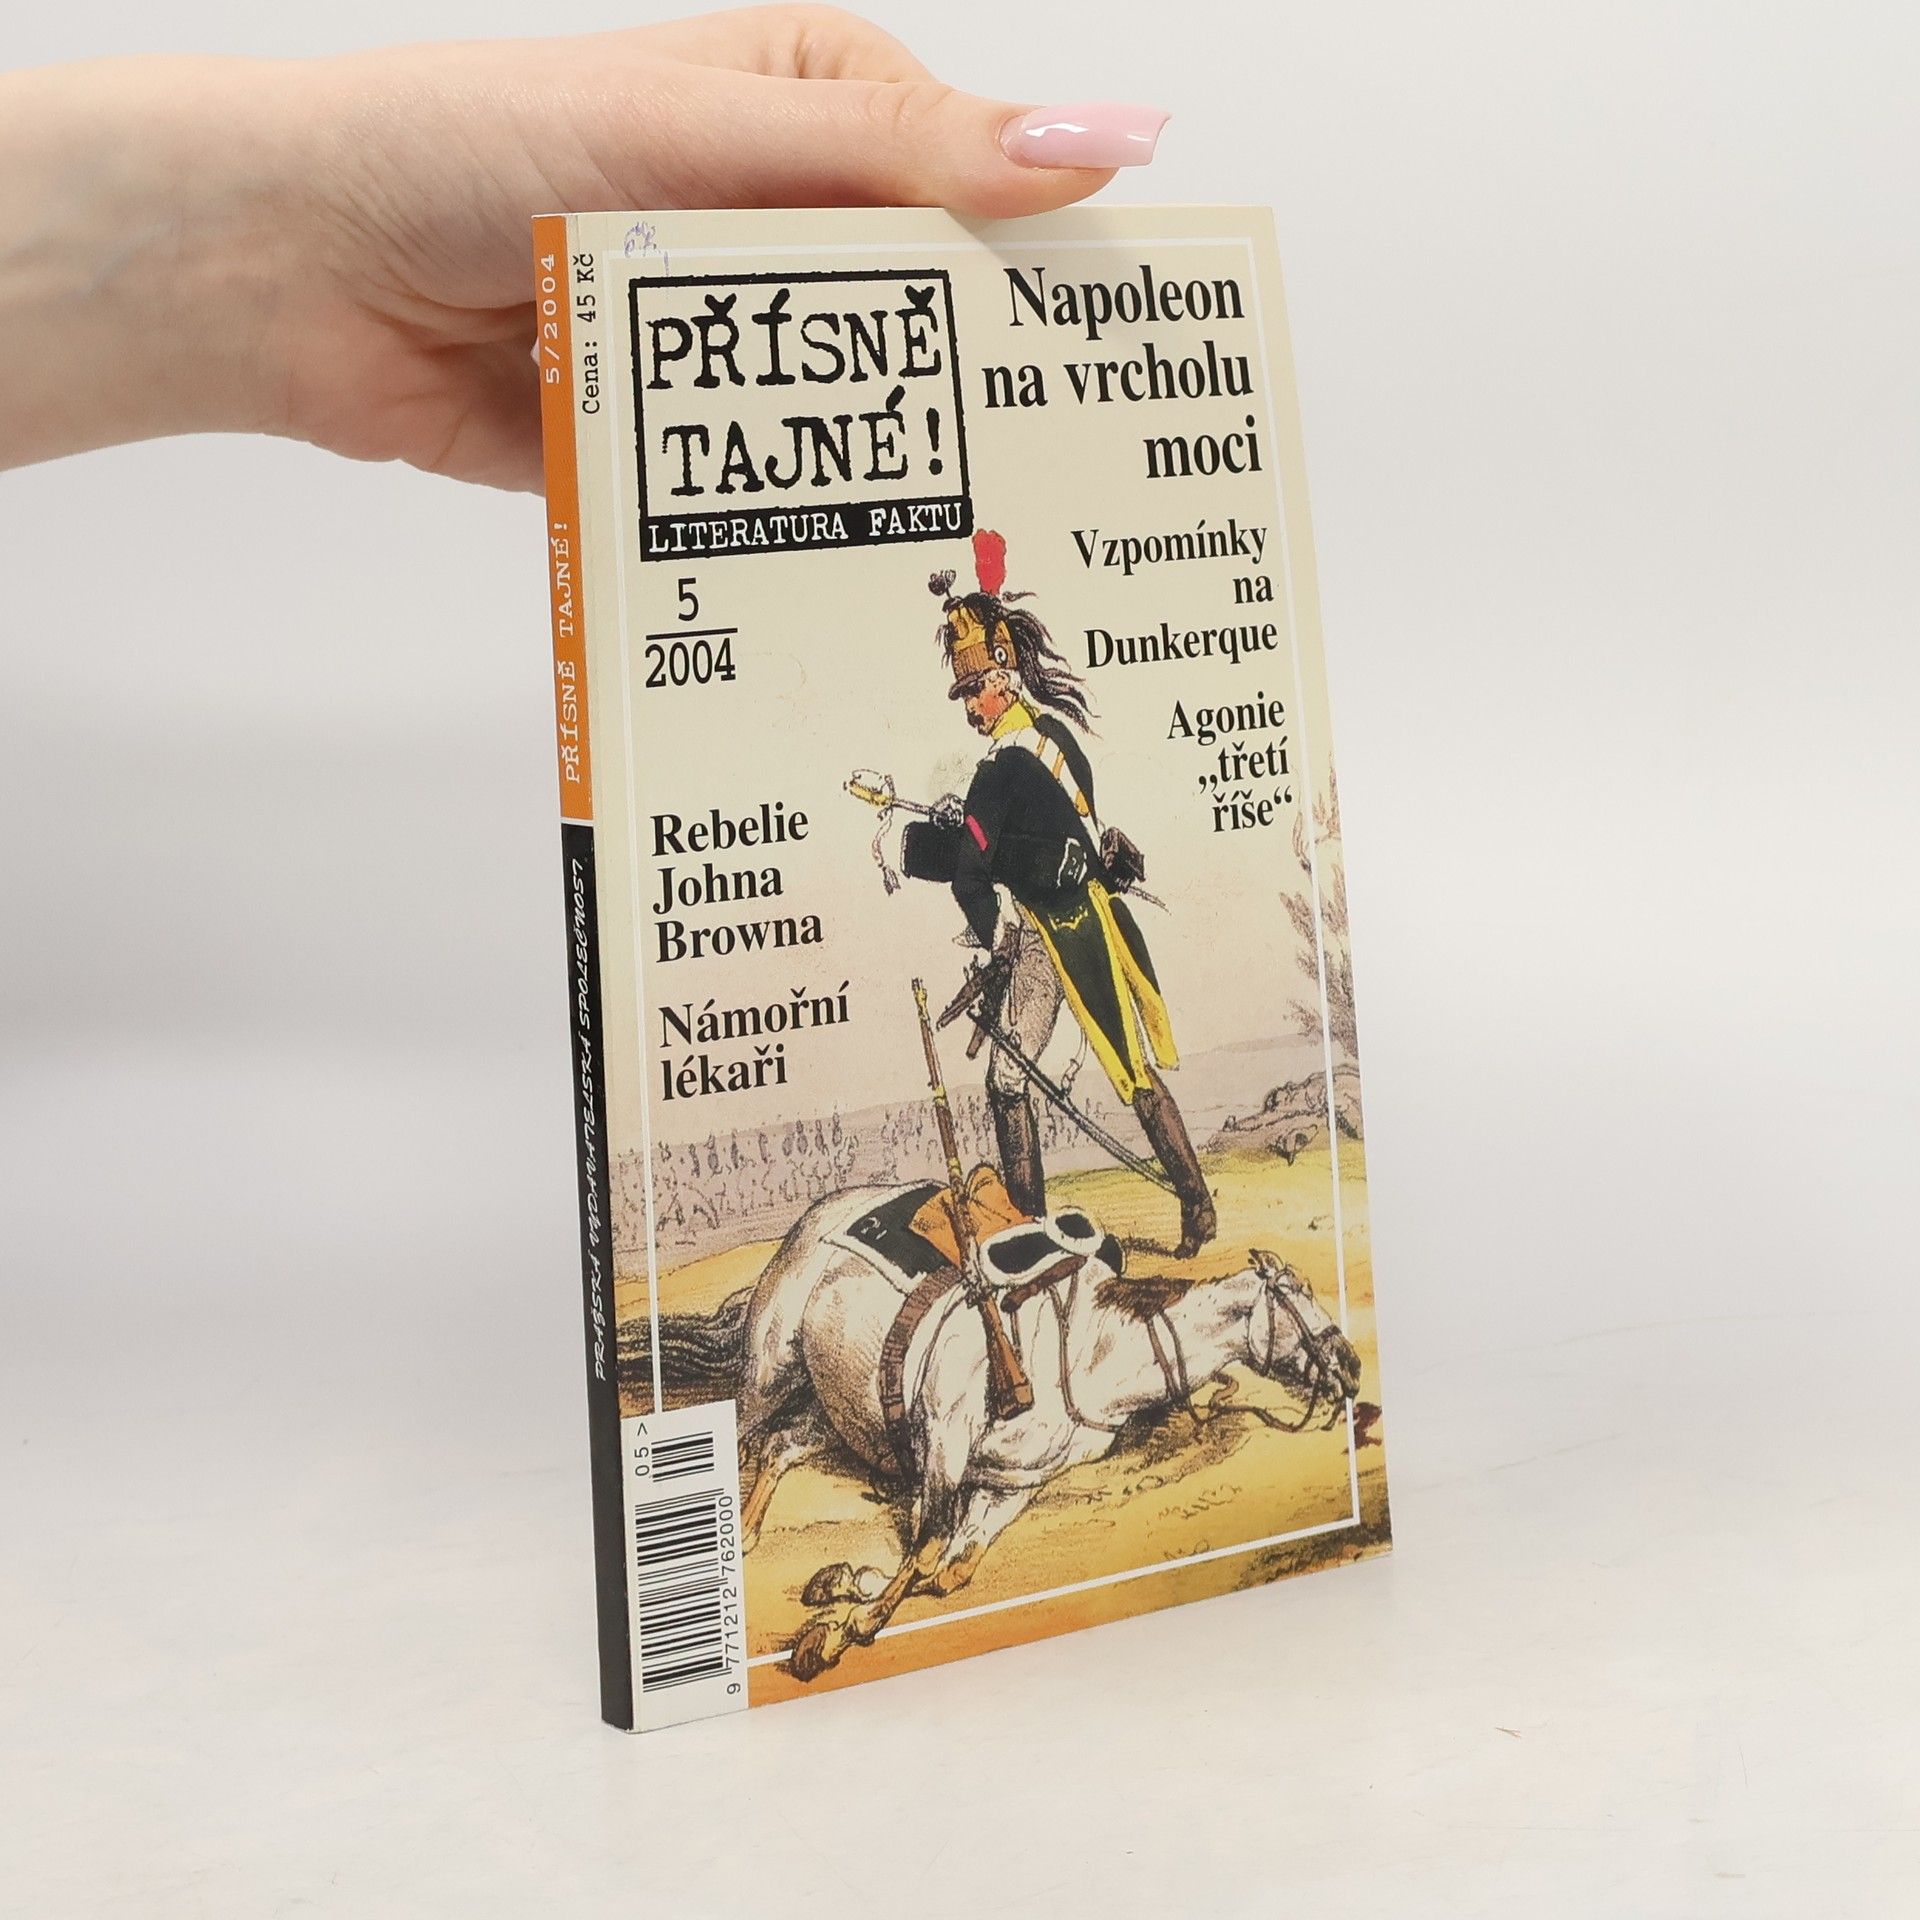 5/2004
PŘÍSNĚ TAJNÉ!
PRAŽSKÁ VYDAVATELSKÁ SPOLEČNOST
Cena: 45 Kč
PŘÍSNĚ
TAJNÉ!
LITERATURA FAKTU
5
2004
Napoleon
na vrcholu
moci
Vzpomínky
na
Dunkerque
Agonie
„třetí
říše“
Rebelie
Johna
Browna
Námořní
lékaři
05 >
9 771212 762000